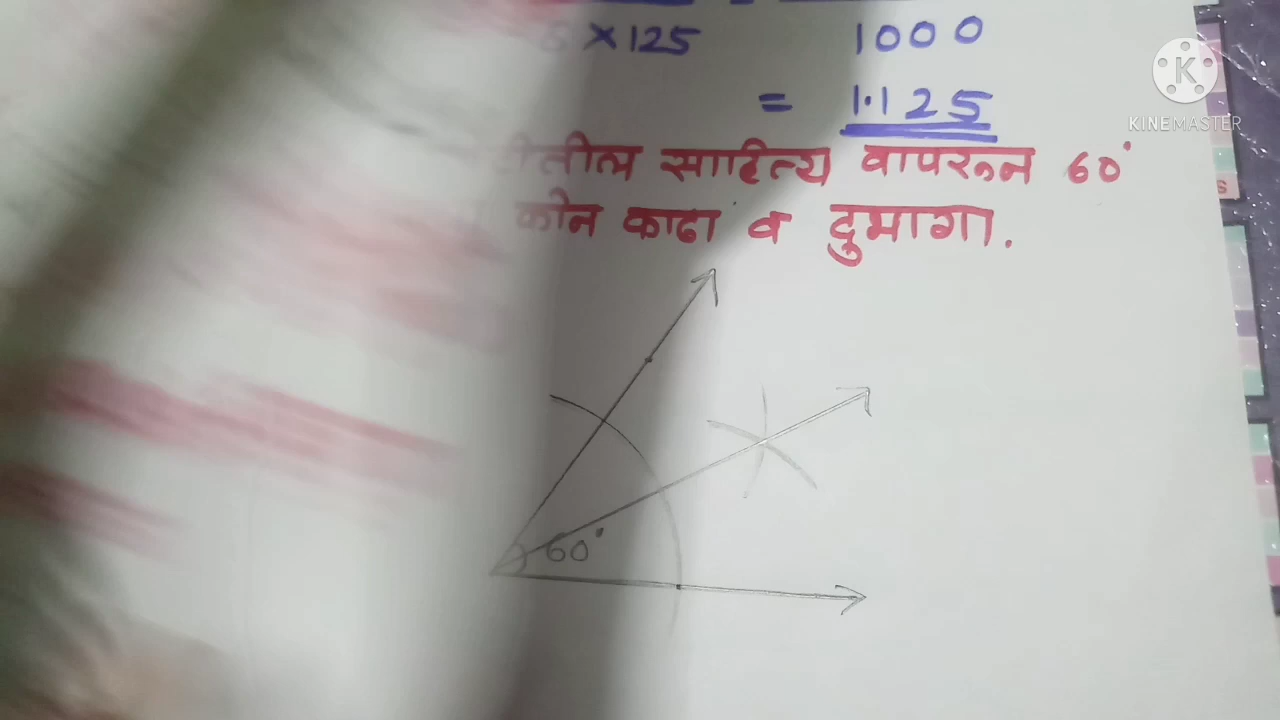 × 125 1000
= 1.125
साहित्य वापरून 60°
कोन काढा व दुभागा.
60°
KINEMASTER